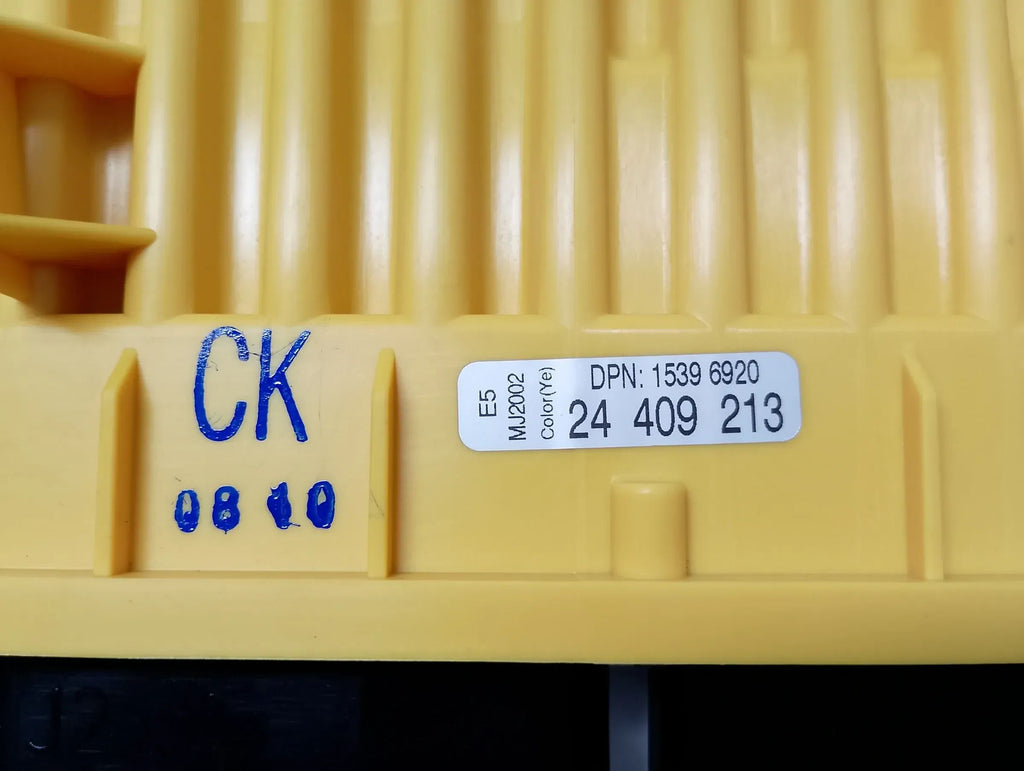 CK
08 10
E5
MJ2002
Color(Ye)
DPN: 1539 6920
24 409 213